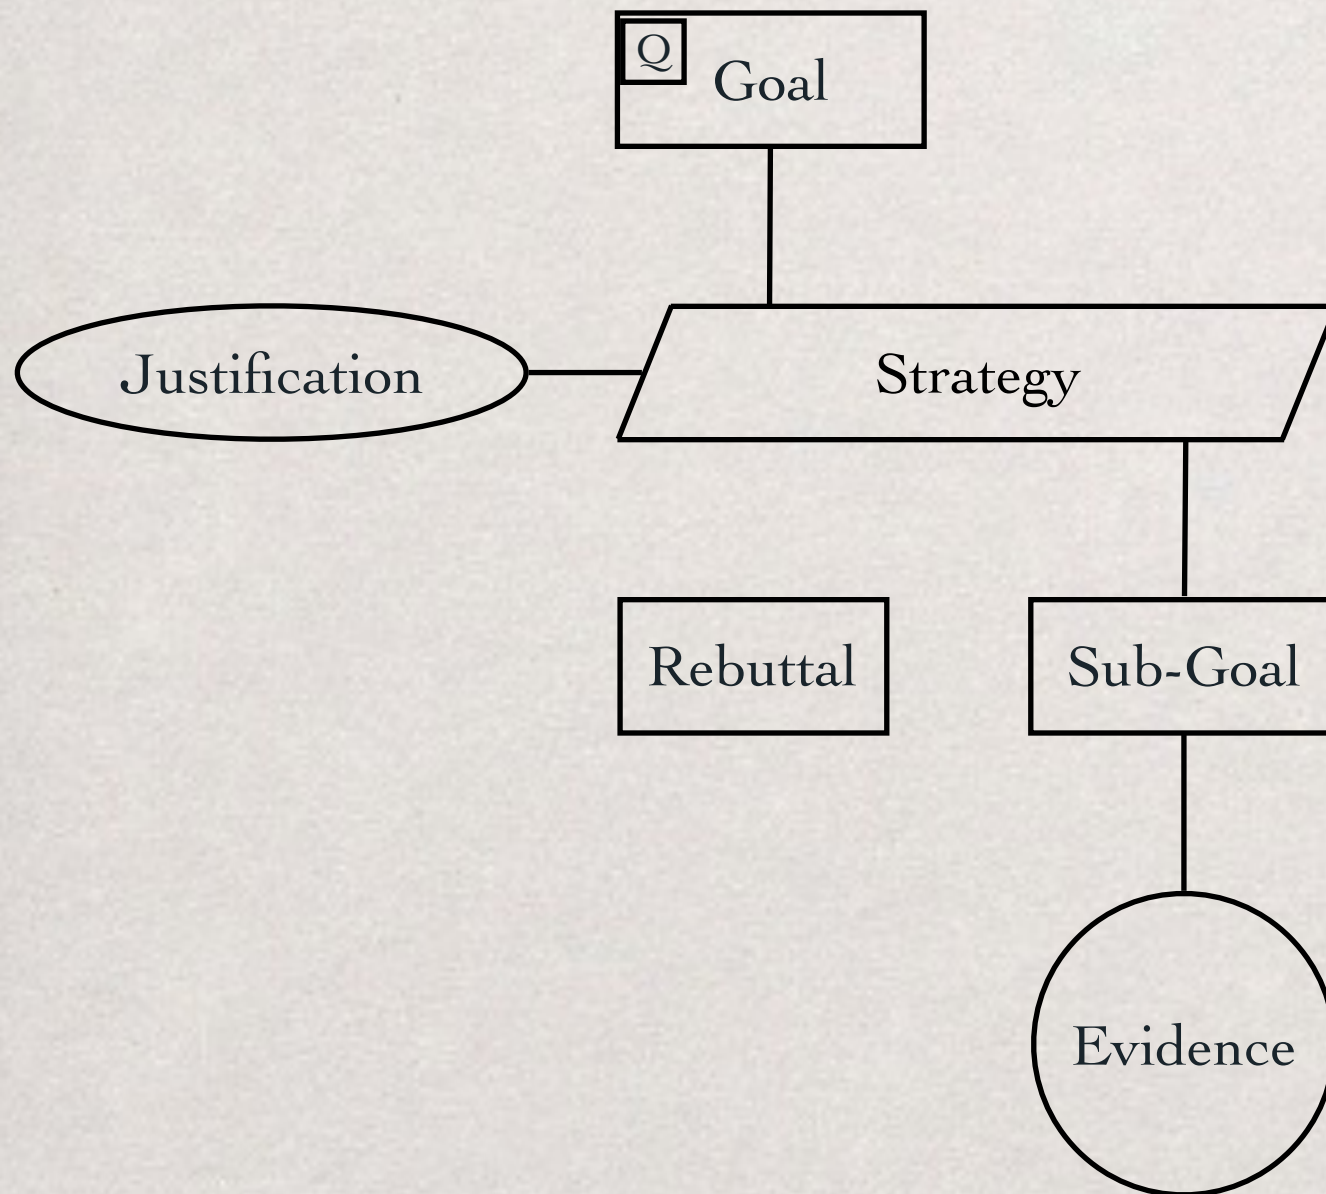 Q
Goal
Justification
Strategy
Rebuttal
Sub-Goal
Evidence